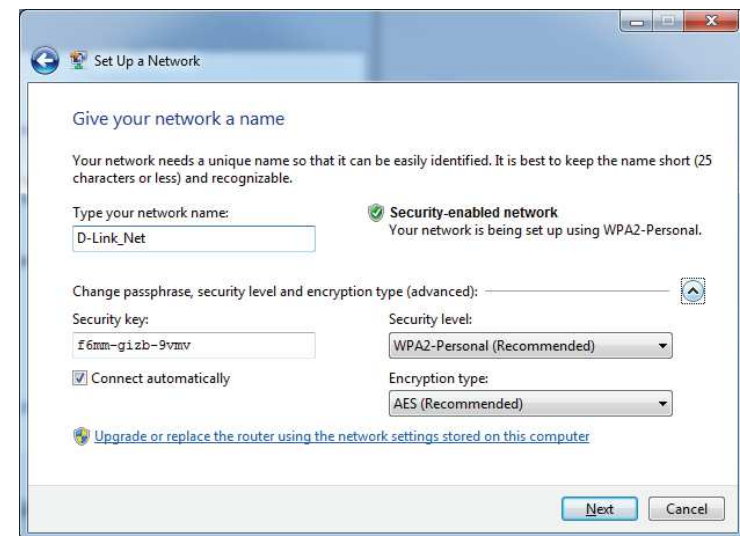 Set Up a Network
Give your network a name
Your network needs a unique name so that it can be easily identified. It is best to keep the name short (25
characters or less) and recognizable.
Type your network name:
D-Link_Net
Security-enabled network
Your network is being set up using WPA2-Personal.
Change passphrase, security level and encryption type (advanced):
Security key:
f6mm-gizb-9vmv
Security level:
WPA2-Personal (Recommended)
Connect automatically
Encryption type:
AES (Recommended)
Upgrade or replace the router using the network settings stored on this computer
Next
Cancel